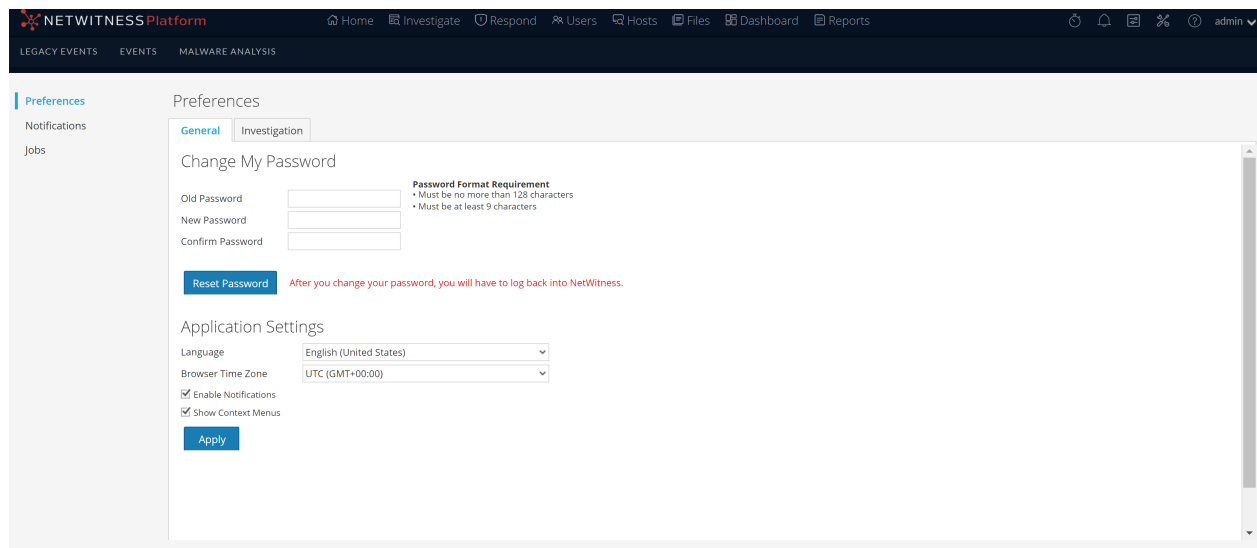 NETWITNESS Platform Home Investigate Respond Users Hosts Files Dashboard Reports admin
LEGACY EVENTS EVENTS MALWARE ANALYSIS
Preferences
Notifications
Jobs
Preferences
General Investigation
Change My Password
Password Format Requirement
• Must be no more than 128 characters
• Must be at least 9 characters
Old Password
New Password
Confirm Password
Reset Password After you change your password, you will have to log back into NetWitness.
Application Settings
Language English (United States)
Browser Time Zone UTC (GMT+00:00)
Enable Notifications
Show Context Menus
Apply